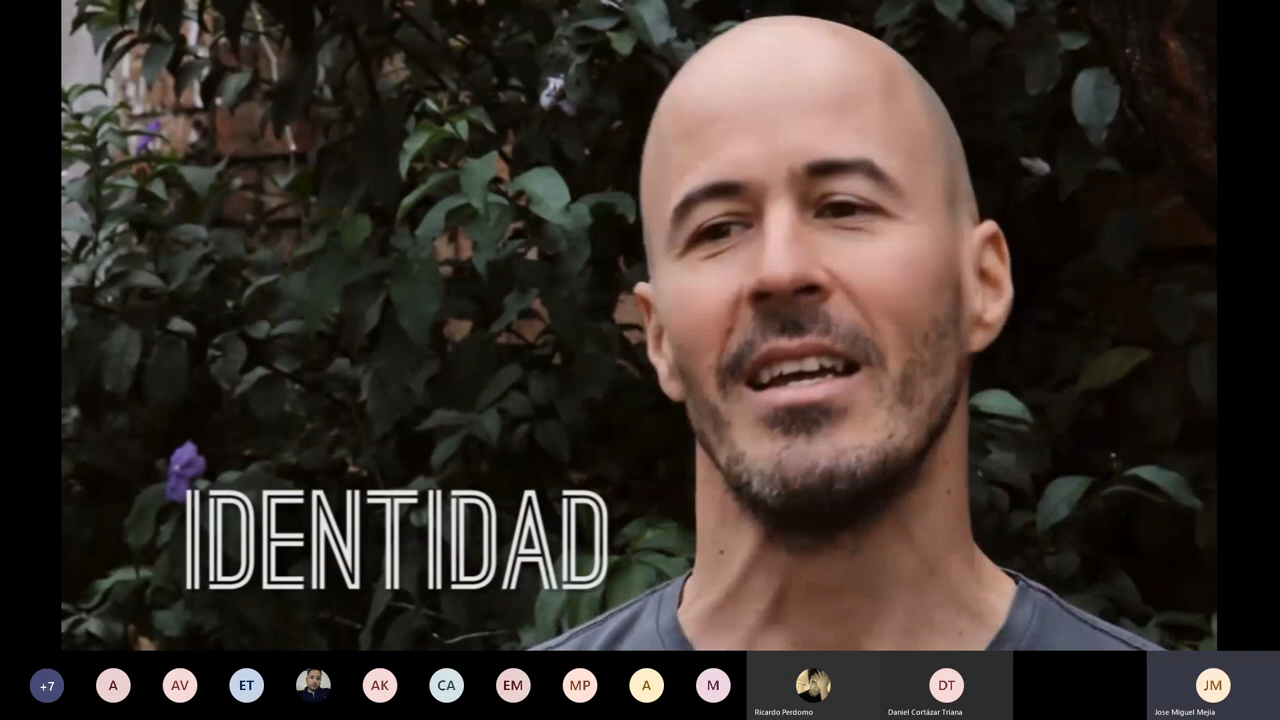 IDENTIDAD
+7
A
AV
ET
AK
CA
EM
MP
A
M
DT
JM
Ricardo Perdomo
Daniel Cortázar Triana
Jose Miguel Mejia